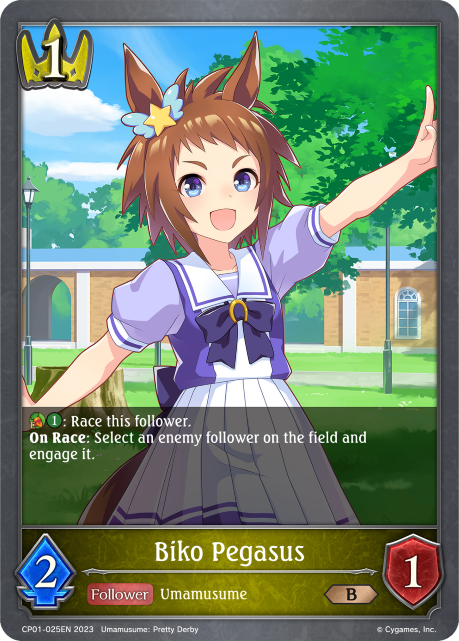 1
1: Race this follower.
On Race: Select an enemy follower on the field and
engage it.
Biko Pegasus
2
Follower Umamusume B
1
CP01-025EN 2023 Umamusume: Pretty Derby © Cygames, Inc.